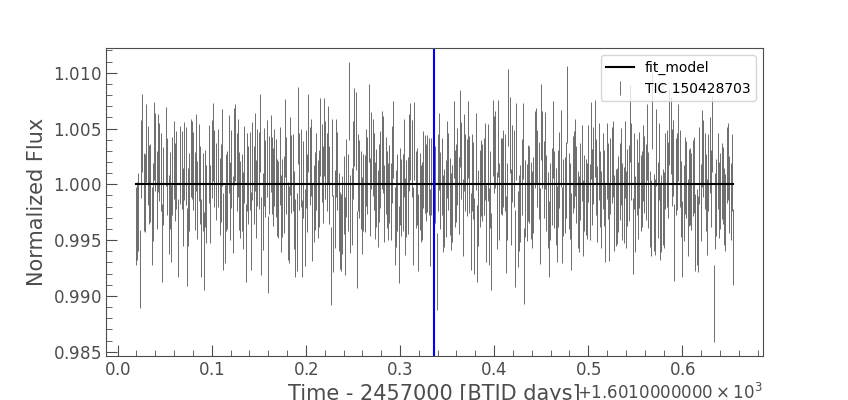 1.010
1.005
1.000
0.995
0.990
0.985
Normalized Flux
fit_model
TIC 150428703
0.0 0.1 0.2 0.3 0.4 0.5 0.6
Time - 2457000 [BTJD days]
+1.6010000000 × 10³